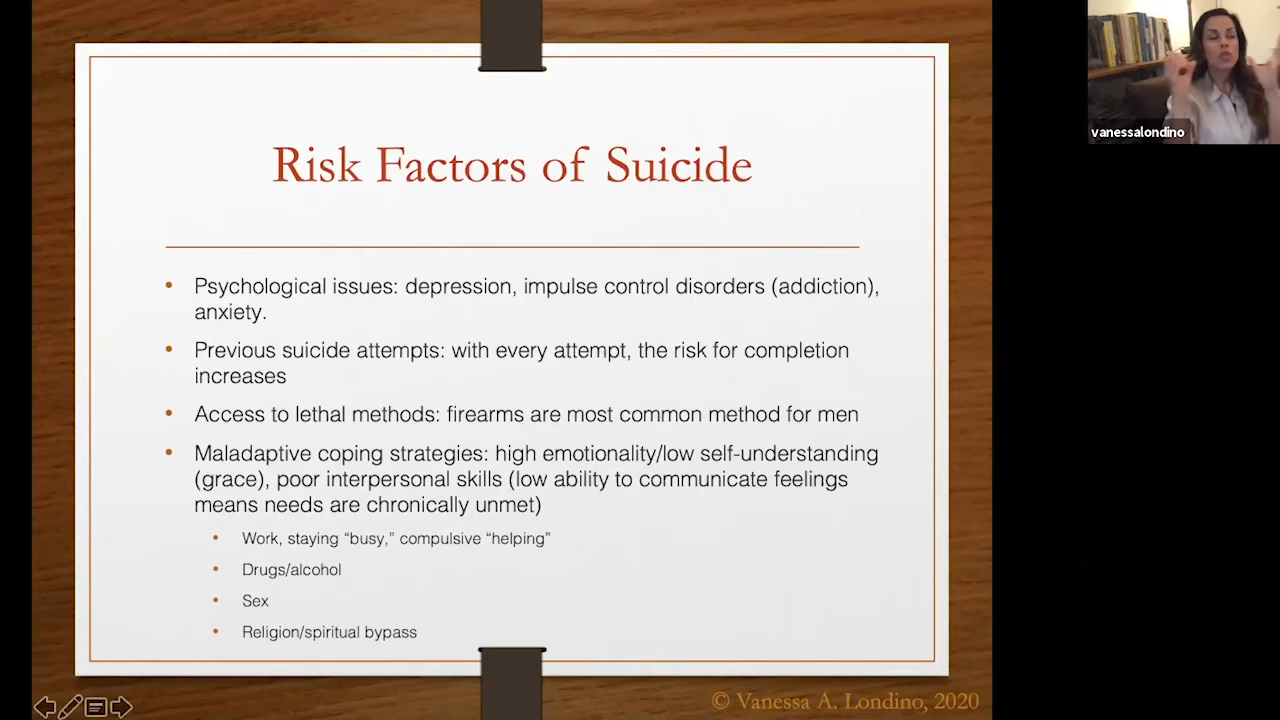 Risk Factors of Suicide
• Psychological issues: depression, impulse control disorders (addiction),
anxiety.
• Previous suicide attempts: with every attempt, the risk for completion
increases
• Access to lethal methods: firearms are most common method for men
• Maladaptive coping strategies: high emotionality/low self-understanding
(grace), poor interpersonal skills (low ability to communicate feelings
means needs are chronically unmet)
• Work, staying “busy,” compulsive “helping”
• Drugs/alcohol
• Sex
• Religion/spiritual bypass
© Vanessa A. Londino, 2020
vanessalondino